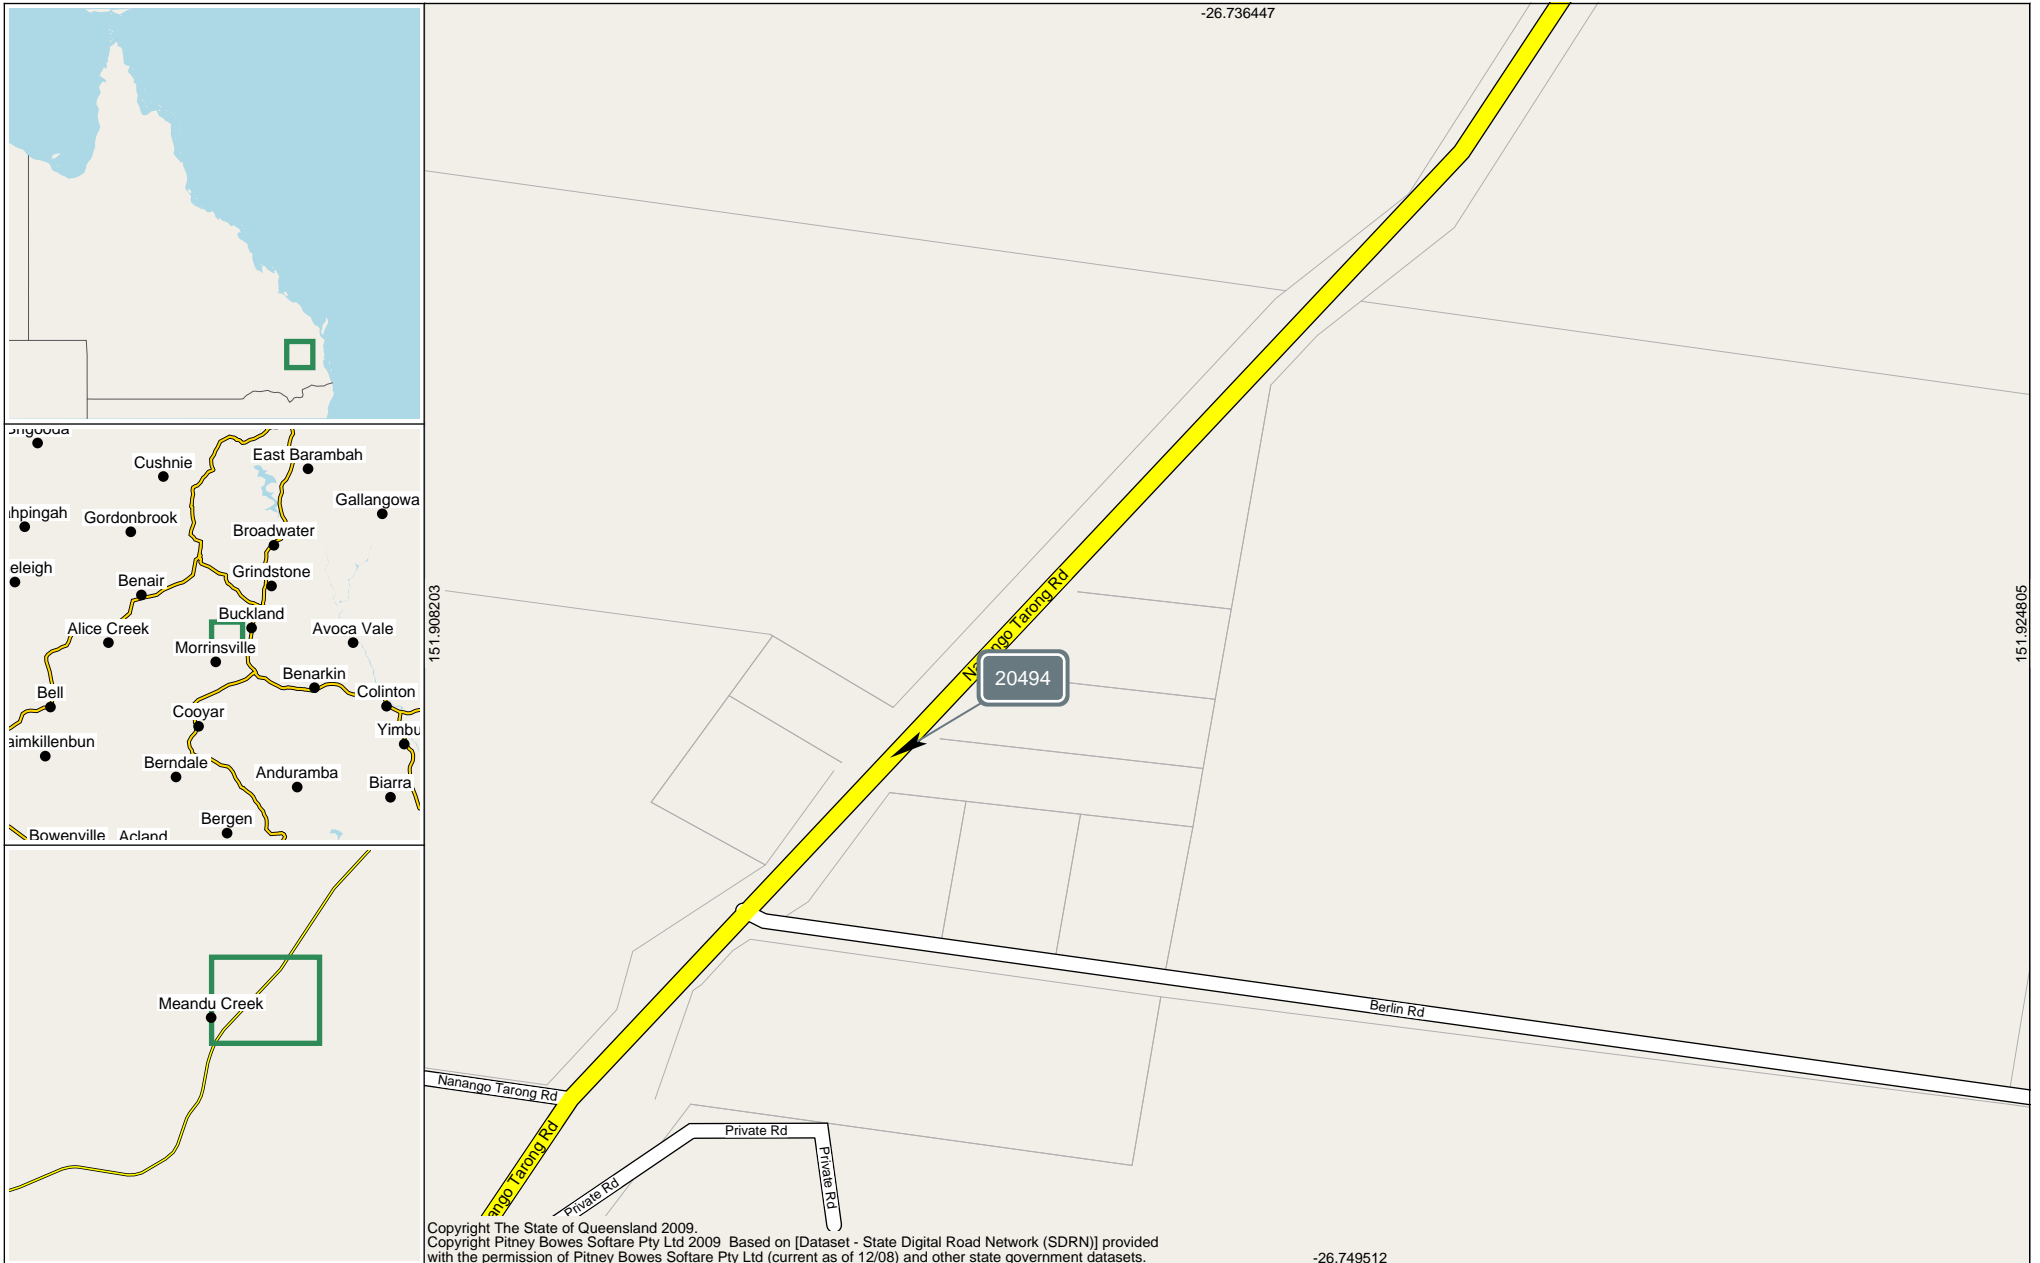 -26.736447
151.908203
151.924805
-26.749512
Nanango Tarong Rd
20494
Berlin Rd
Nanango Tarong Rd
ango Tarong Rd
Private Rd
Private Rd
Private Rd
Copyright The State of Queensland 2009.
Copyright Pitney Bowes Softare Pty Ltd 2009 Based on [Dataset - State Digital Road Network (SDRN)] provided
with the permission of Pitney Bowes Softare Pty Ltd (current as of 12/08) and other state government datasets.
Cushnie
East Barambah
Gallangowa
hpingah
Gordonbrook
Broadwater
eleigh
Benair
Grindstone
Buckland
Alice Creek
Avoca Vale
Morrinsville
Benarkin
Bell
Colinton
Cooyar
Yimbu
aimkillenbun
Berndale
Anduramba
Biarra
Bergen
Bowenville
Acland
Meandu Creek